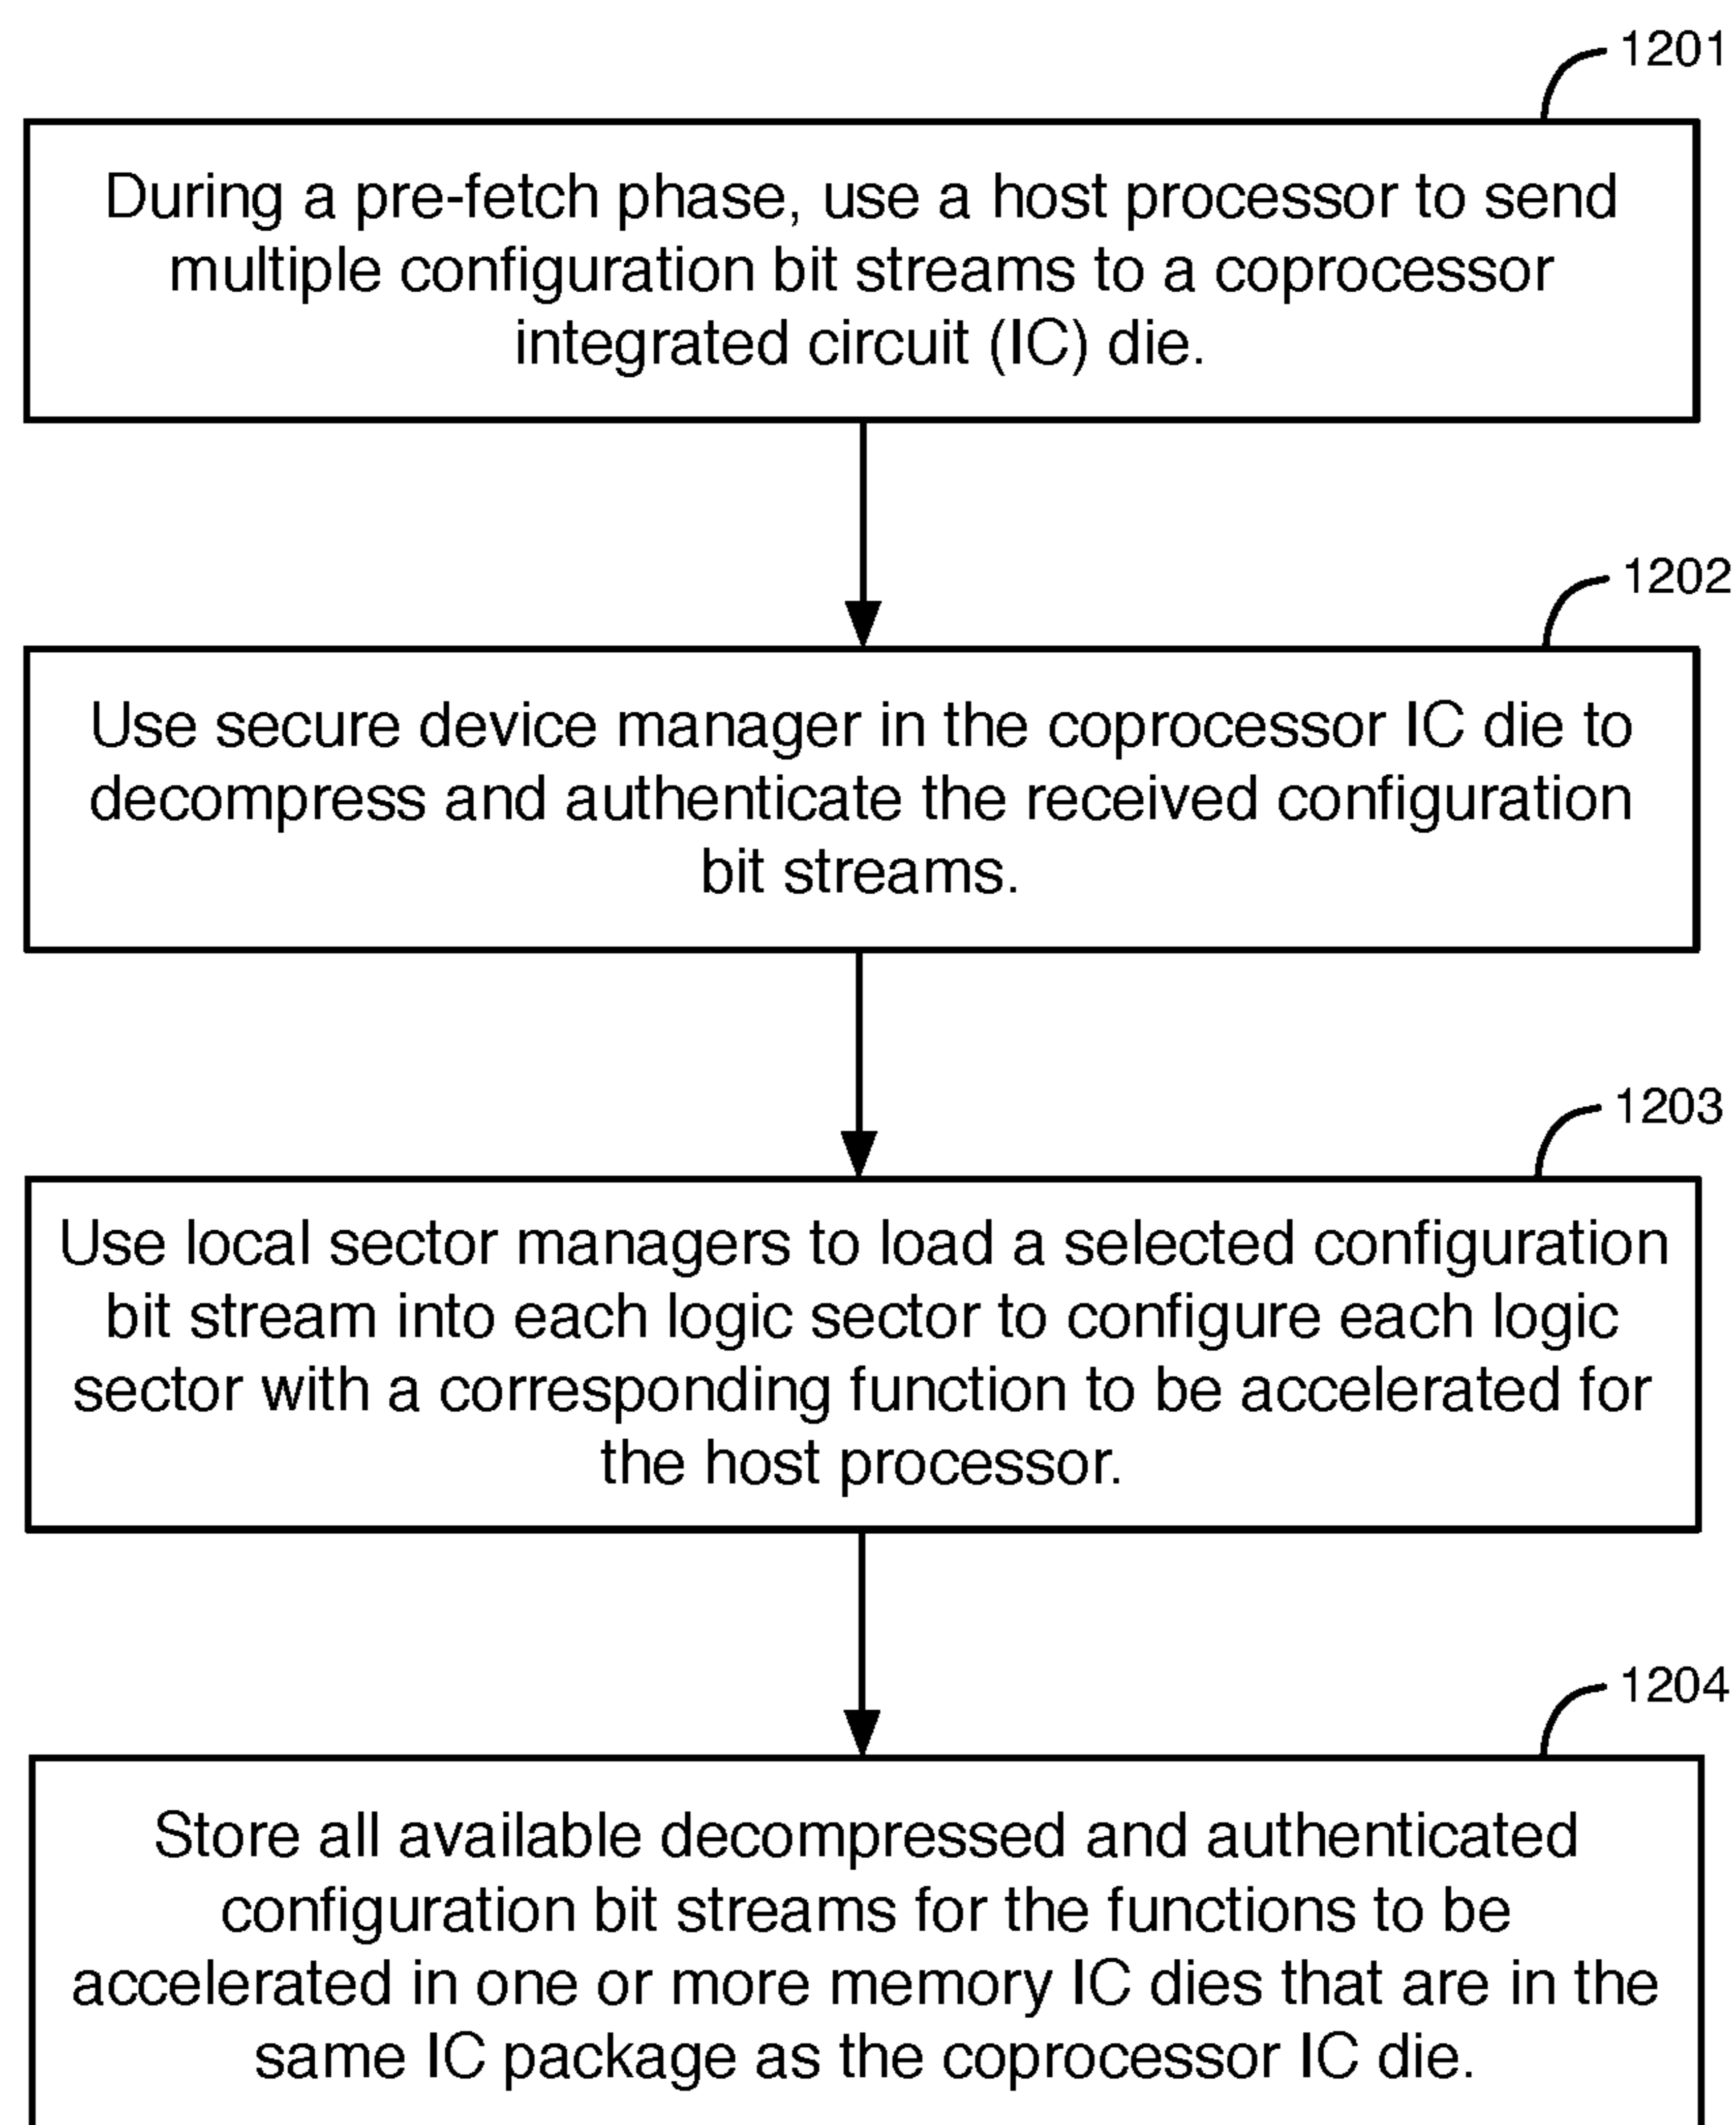 1201
During a pre-fetch phase, use a host processor to send
multiple configuration bit streams to a coprocessor
integrated circuit (IC) die.
1202
Use secure device manager in the coprocessor IC die to
decompress and authenticate the received configuration
bit streams.
1203
Use local sector managers to load a selected configuration
bit stream into each logic sector to configure each logic
sector with a corresponding function to be accelerated for
the host processor.
1204
Store all available decompressed and authenticated
configuration bit streams for the functions to be
accelerated in one or more memory IC dies that are in the
same IC package as the coprocessor IC die.